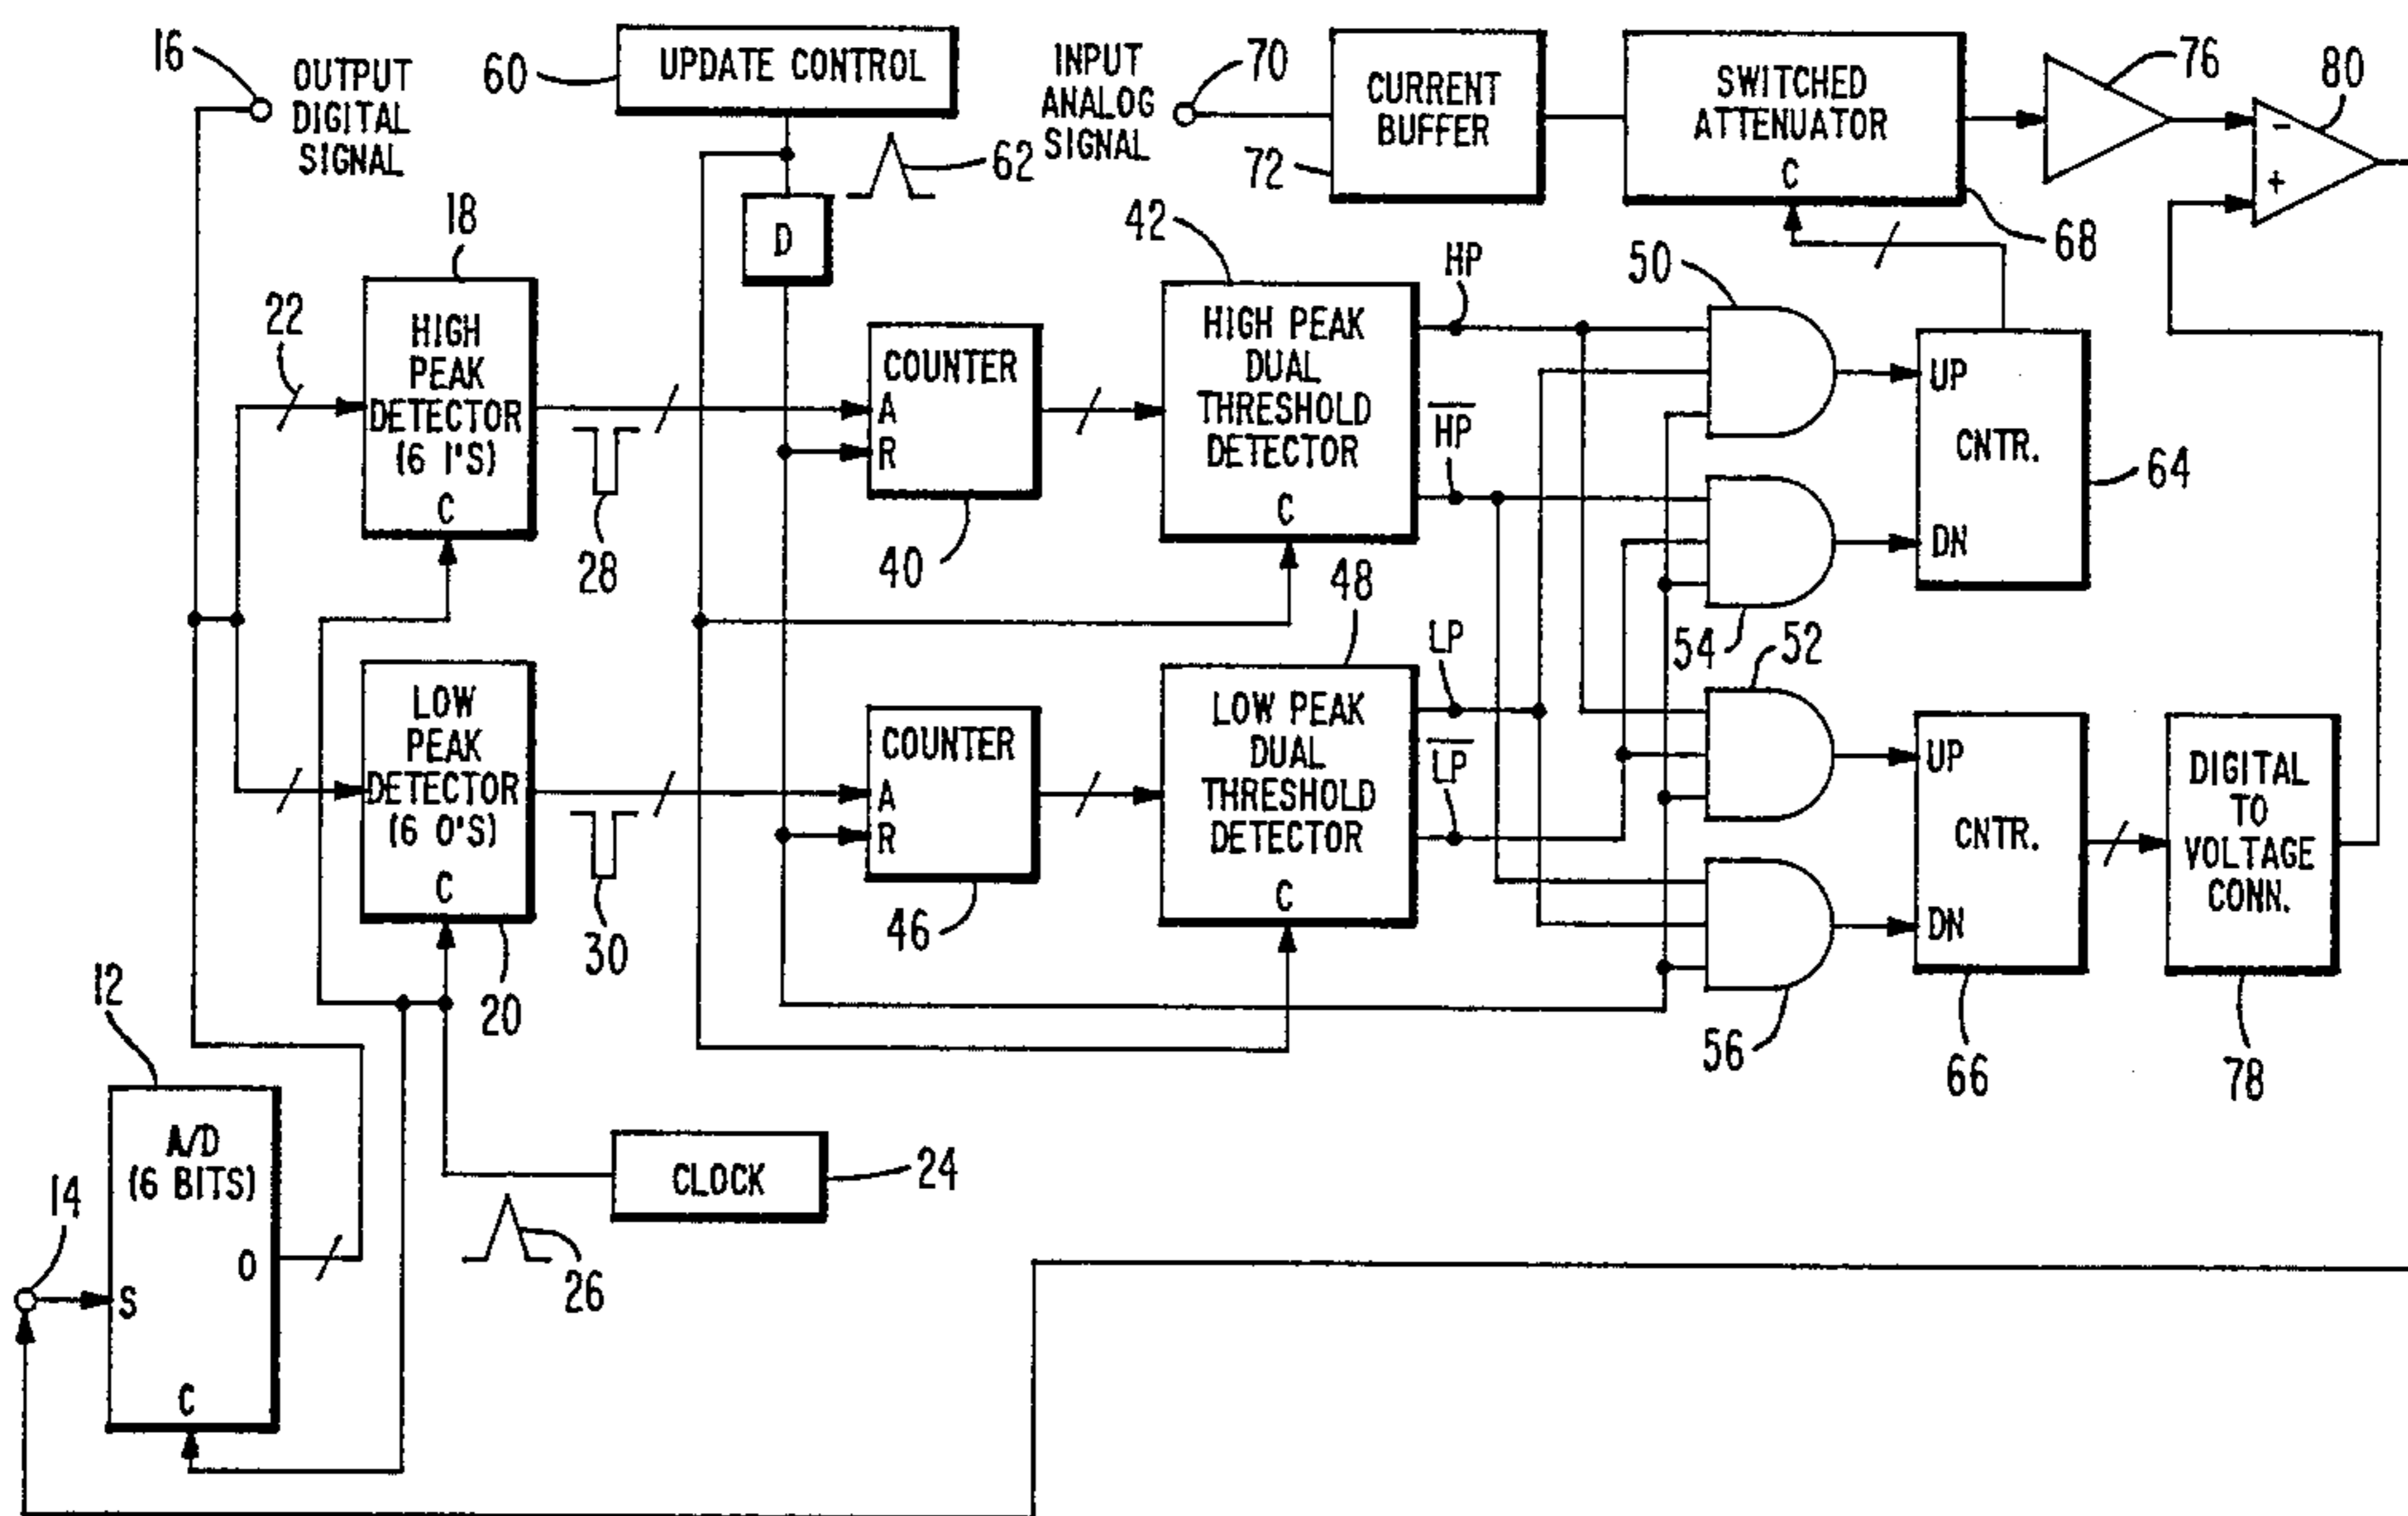 16
OUTPUT
DIGITAL
SIGNAL
60
UPDATE CONTROL
62
D
INPUT
ANALOG
SIGNAL
70
CURRENT
BUFFER
72
SWITCHED
ATTENUATOR
C
68
76
80
-
+
18
22
HIGH
PEAK
DETECTOR
(6 1'S)
C
28
COUNTER
A
R
40
42
HIGH PEAK
DUAL
THRESHOLD
DETECTOR
C
HP
HP
50
54
UP
CNTR.
DN
64
LOW
PEAK
DETECTOR
(6 0'S)
C
20
30
COUNTER
A
R
46
48
LOW PEAK
DUAL
THRESHOLD
DETECTOR
C
LP
LP
52
56
UP
CNTR.
DN
66
DIGITAL
TO
VOLTAGE
CONN.
78
12
A/D
(6 BITS)
O
S
C
14
CLOCK
24
26